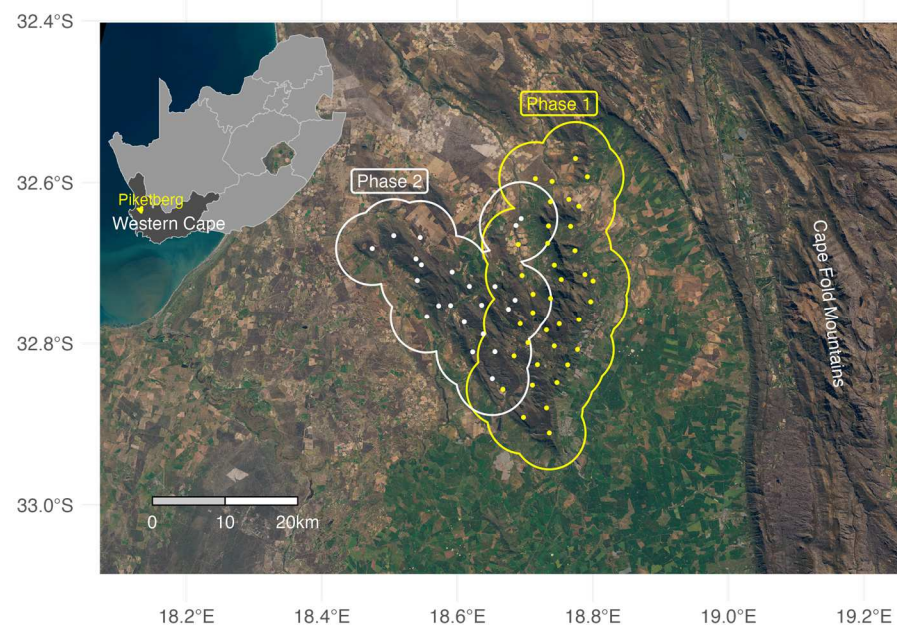 32.4°S
32.6°S
32.8°S
33.0°S
Phase 1
Phase 2
Piketberg
Western Cape
Cape Fold Mountains
0 10 20km
18.2°E 18.4°E 18.6°E 18.8°E 19.0°E 19.2°E